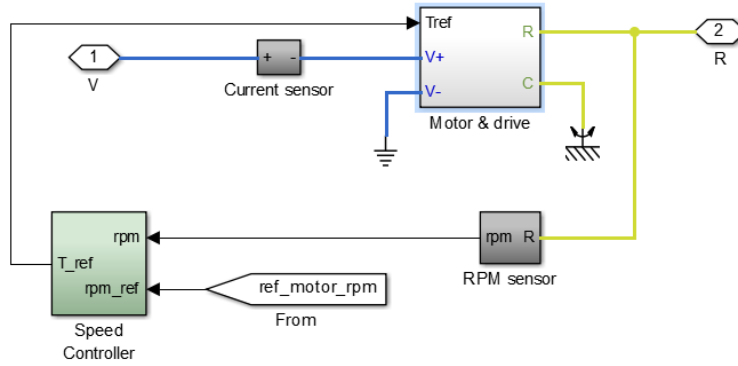 Tref
R
1
+ -
V+
2
V
Current sensor
V-
C
R
Motor & drive
rpm
rpm R
T_ref
RPM sensor
rpm_ref
ref_motor_rpm
From
Speed
Controller